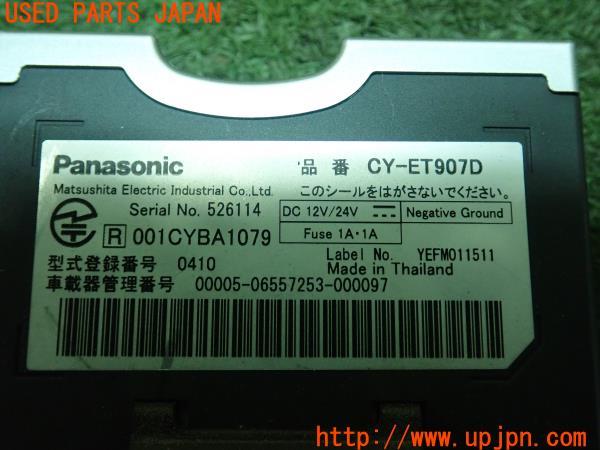 USED PARTS JAPAN
Panasonic
品 番 CY-ET907D
Matsushita Electric Industrial Co.,Ltd.
このシールをはがさないでください。
Serial No. 526114
DC 12V/24V
Negative Ground
R 001CYBA1079
Fuse 1A・1A
Label No. YEFM011511
型式登録番号 0410
Made in Thailand
車載器管理番号 00005-06557253-000097
http://www.upjpn.com/